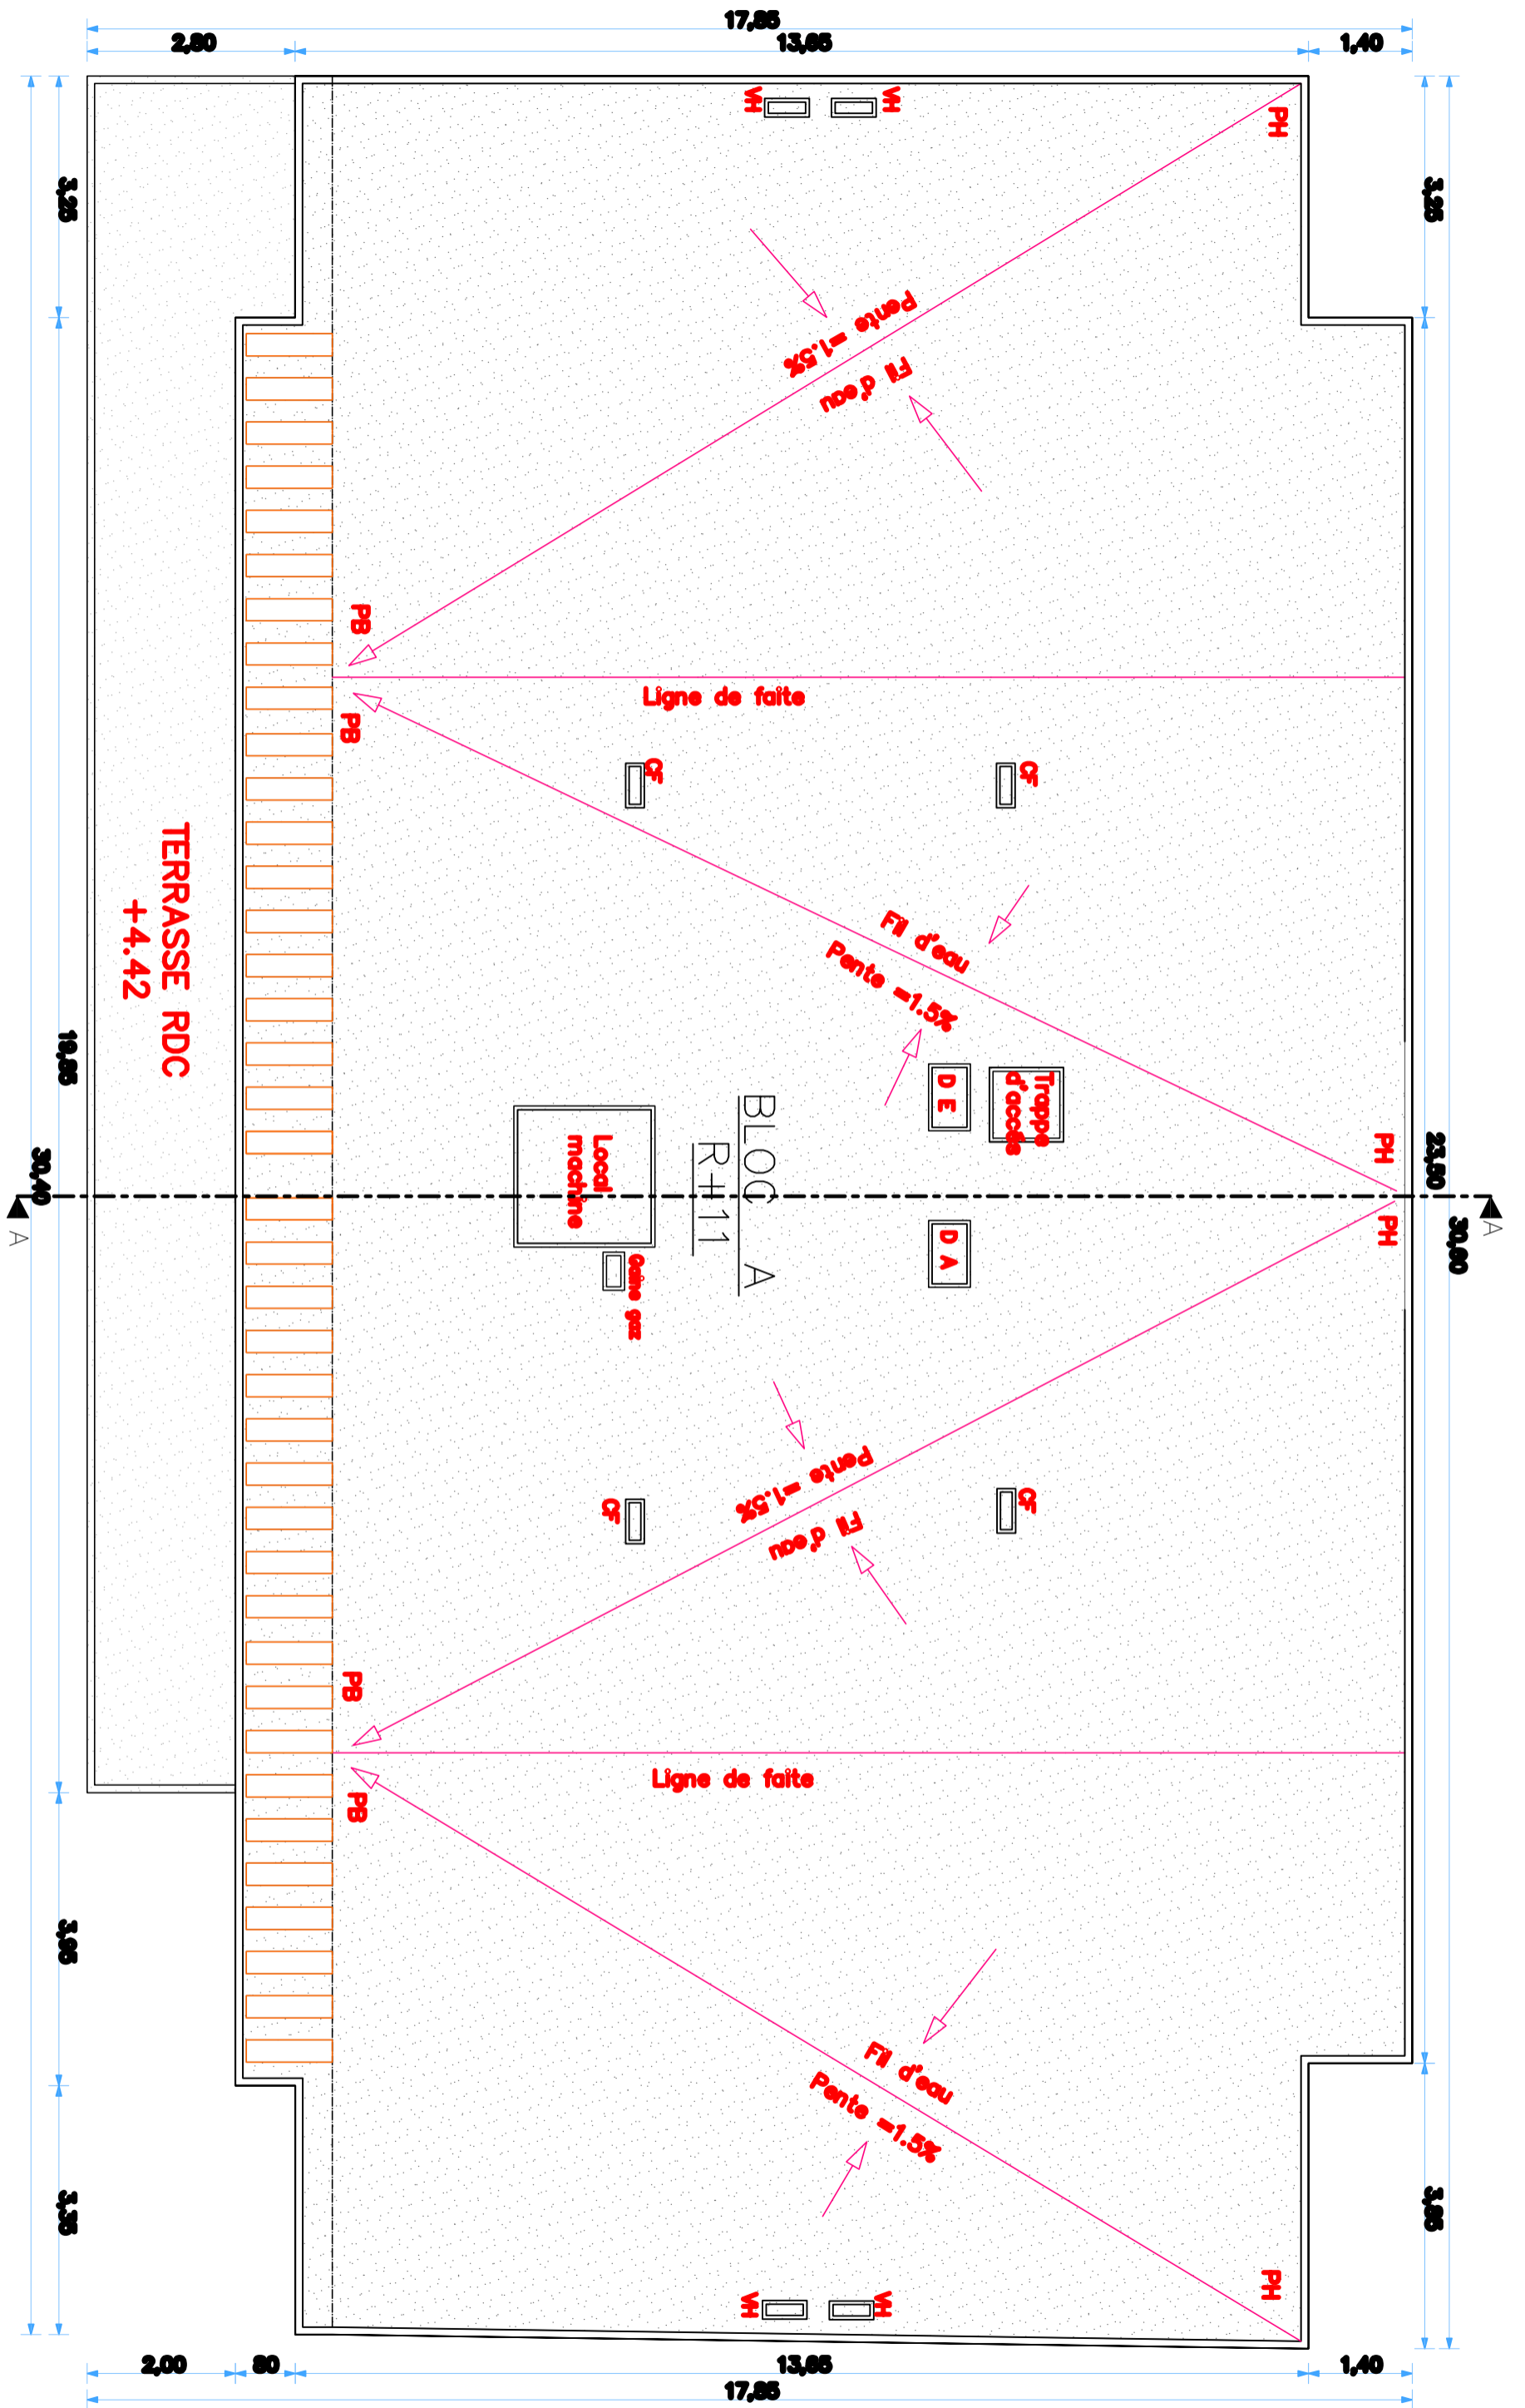 17,85
2,80
13,65
1,40
3,25
3,25
VH
VH
PH
Pente =1.5%
Fil d'eau
PB
Ligne de faite
PB
CF
CF
TERRASSE RDC
+4.42
Fil d'eau
Pente =1.5%
D E
Trappe
d'accés
19,85
30,40
BLOC A
R+11
Local
machine
PH
23,50
30,60
A
A
PH
D A
Gaine gaz
Pente =1.5%
Fil d'eau
CF
CF
PB
Ligne de faite
PB
3,95
Fil d'eau
Pente =1.5%
3,35
3,85
PH
VH
VH
2,00
80
13,65
1,40
17,85